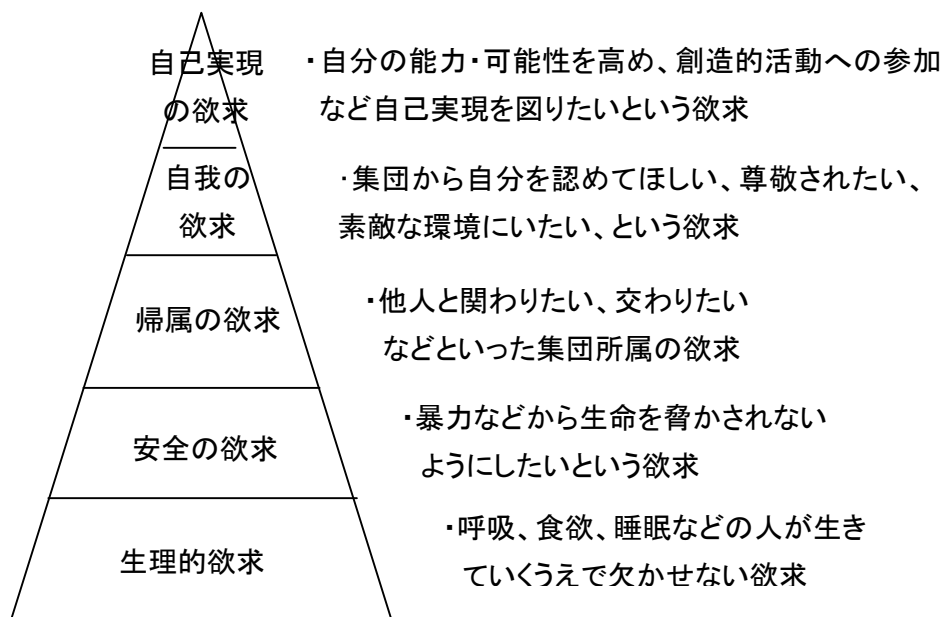 自己実現
の欲求
・自分の能力・可能性を高め、創造的活動への参加
など自己実現を図りたいという欲求
自我の
欲求
・集団から自分を認めてほしい、尊敬されたい、
素敵な環境にいたい、という欲求
帰属の欲求
・他人と関わりたい、交わりたい
などといった集団所属の欲求
安全の欲求
・暴力などから生命を脅かされない
ようにしたいという欲求
生理的欲求
・呼吸、食欲、睡眠などの人が生き
ていくうえで欠かせない欲求